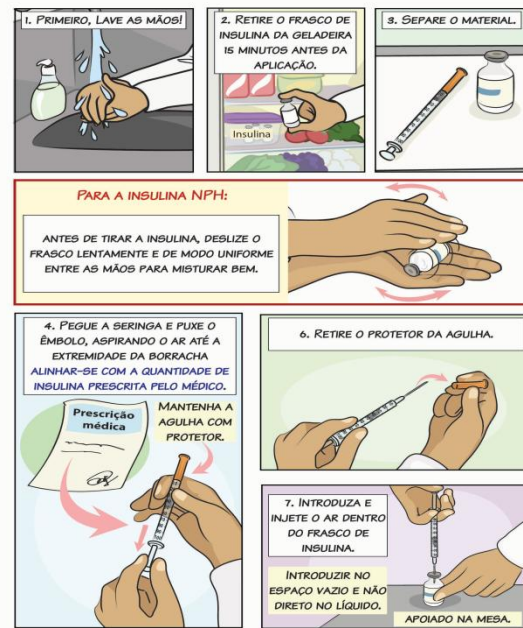 1. PRIMEIRO, LAVE AS MÃOS!
2. RETIRE O FRASCO DE
INSULINA DA GELADEIRA
15 MINUTOS ANTES DA
APLICAÇÃO.
Insulina
3. SEPARE O MATERIAL.
PARA A INSULINA NPH:
ANTES DE TIRAR A INSULINA, DESLIZE O
FRASCO LENTAMENTE E DE MODO UNIFORME
ENTRE AS MÃOS PARA MISTURAR BEM.
4. PEGUE A SERINGA E PUXE O
ÊMBOLO, ASPIRANDO O AR ATÉ A
EXTREMIDADE DA BORRACHA
ALINHAR-SE COM A QUANTIDADE DE
INSULINA PRESCRITA PELO MÉDICO.
Prescrição
médica
MANTENHA A
AGULHA COM
PROTETOR.
6. RETIRE O PROTETOR DA AGULHA.
7. INTRODUZA E
INJETE O AR DENTRO
DO FRASCO DE
INSULINA.
INTRODUZIR NO
ESPAÇO VAZIO E NÃO
DIRETO NO LÍQUIDO.
APOIADO NA MESA.